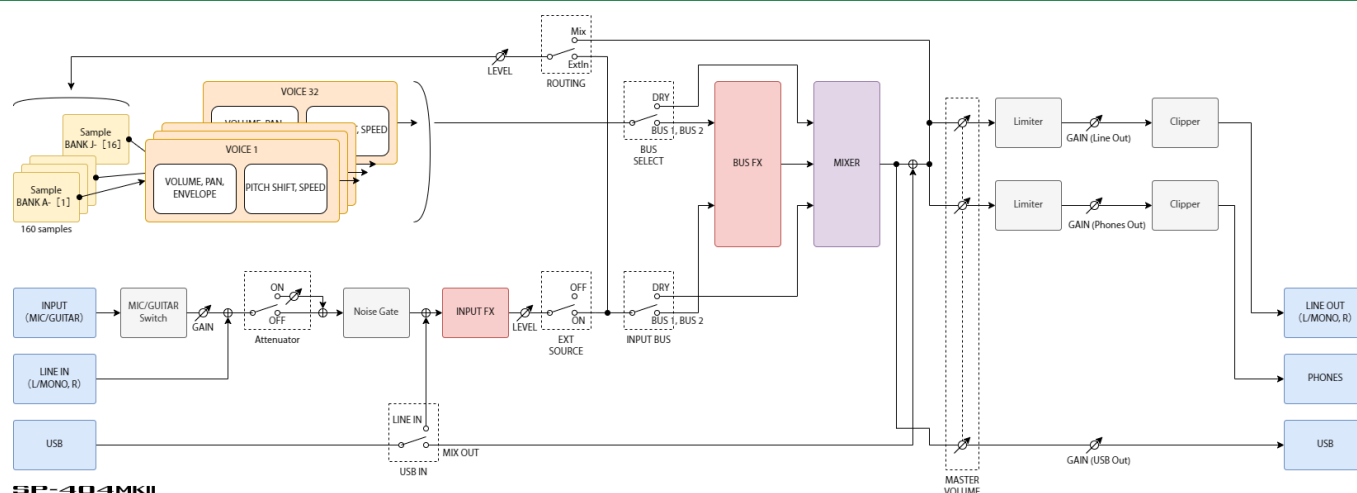 Mix
ExtIn
LEVEL
ROUTING
VOICE 32
VOLUME, PAN,
, SPEED
Sample
BANK J- [16]
VOICE 1
VOLUME, PAN,
ENVELOPE
PITCH SHIFT, SPEED
Sample
BANK A- [1]
160 samples
DRY
BUS 1, BUS 2
BUS
SELECT
BUS FX
MIXER
Limiter
GAIN (Line Out)
Clipper
Limiter
GAIN (Phones Out)
Clipper
INPUT
(MIC/GUITAR)
MIC/GUITAR
Switch
GAIN
ON
OFF
Attenuator
Noise Gate
INPUT FX
LEVEL
OFF
ON
EXT
SOURCE
DRY
BUS 1, BUS 2
INPUT BUS
LINE OUT
(L/MONO, R)
LINE IN
(L/MONO, R)
PHONES
USB
LINE IN
MIX OUT
USB IN
GAIN (USB Out)
USB
MASTER
VOLUME
SP-404MKII